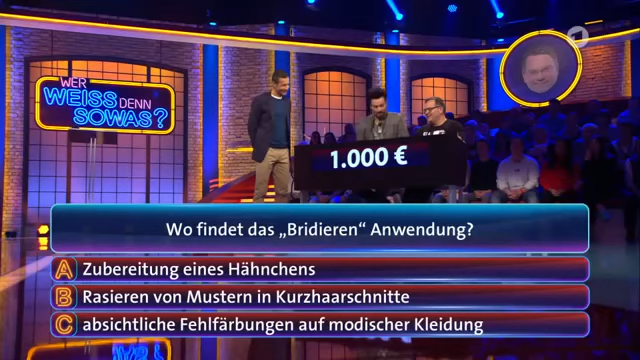 WER
WEISS DENN
SOWAS?
1.000 €
Wo findet das „Bridieren“ Anwendung?
A Zubereitung eines Hähnchens
B Rasieren von Mustern in Kurzhaarschnitte
C absichtliche Fehlfärbungen auf modischer Kleidung